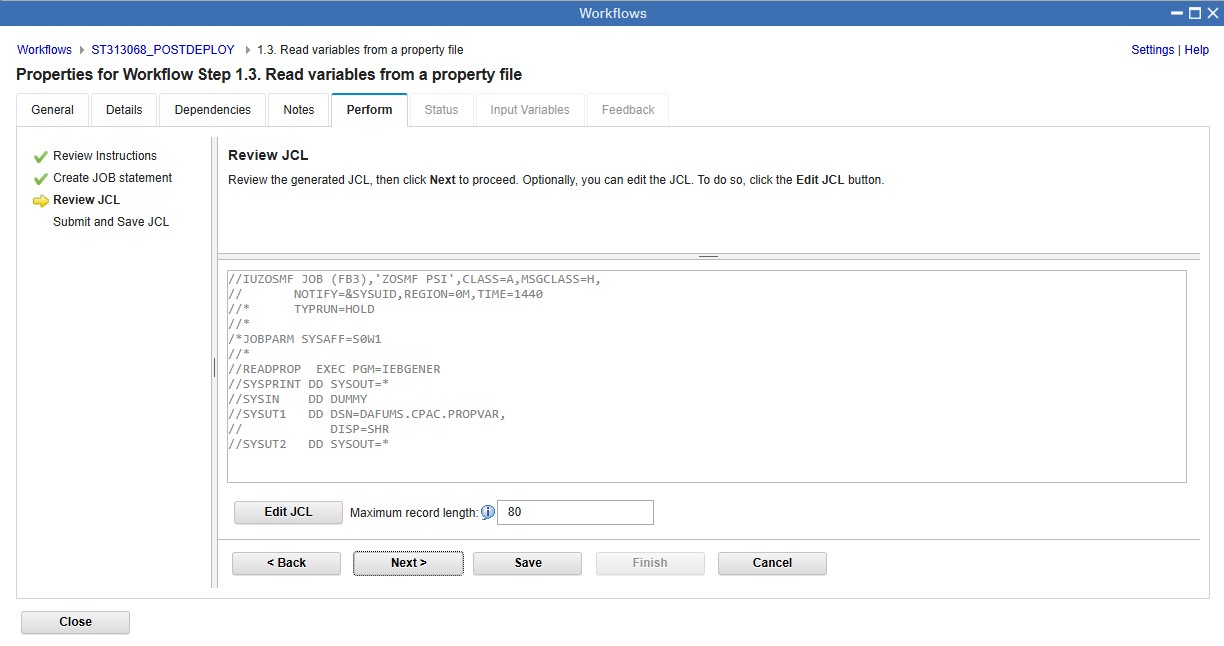 Workflows
Workflows ST313068_POSTDEPLOY 1.3. Read variables from a property file Settings | Help
Properties for Workflow Step 1.3. Read variables from a property file
General Details Dependencies Notes Perform Status Input Variables Feedback
Review Instructions
Create JOB statement
Review JCL
Submit and Save JCL
Review JCL
Review the generated JCL, then click Next to proceed. Optionally, you can edit the JCL. To do so, click the Edit JCL button.
//IUZOSMF JOB (FB3),'ZOSMF PSI',CLASS=A,MSGCLASS=H,
//       NOTIFY=&SYSUID,REGION=0M,TIME=1440
//*      TYPRUN=HOLD
//*
/*JOBPARM SYSAFF=S0W1
//*
//READPROP  EXEC PGM=IEBGENER
//SYSPRINT DD SYSOUT=*
//SYSIN    DD DUMMY
//SYSUT1   DD DSN=DAFUMS.CPAC.PROPVAR,
//            DISP=SHR
//SYSUT2   DD SYSOUT=*
Edit JCL Maximum record length: 80
< Back Next > Save Finish Cancel
Close